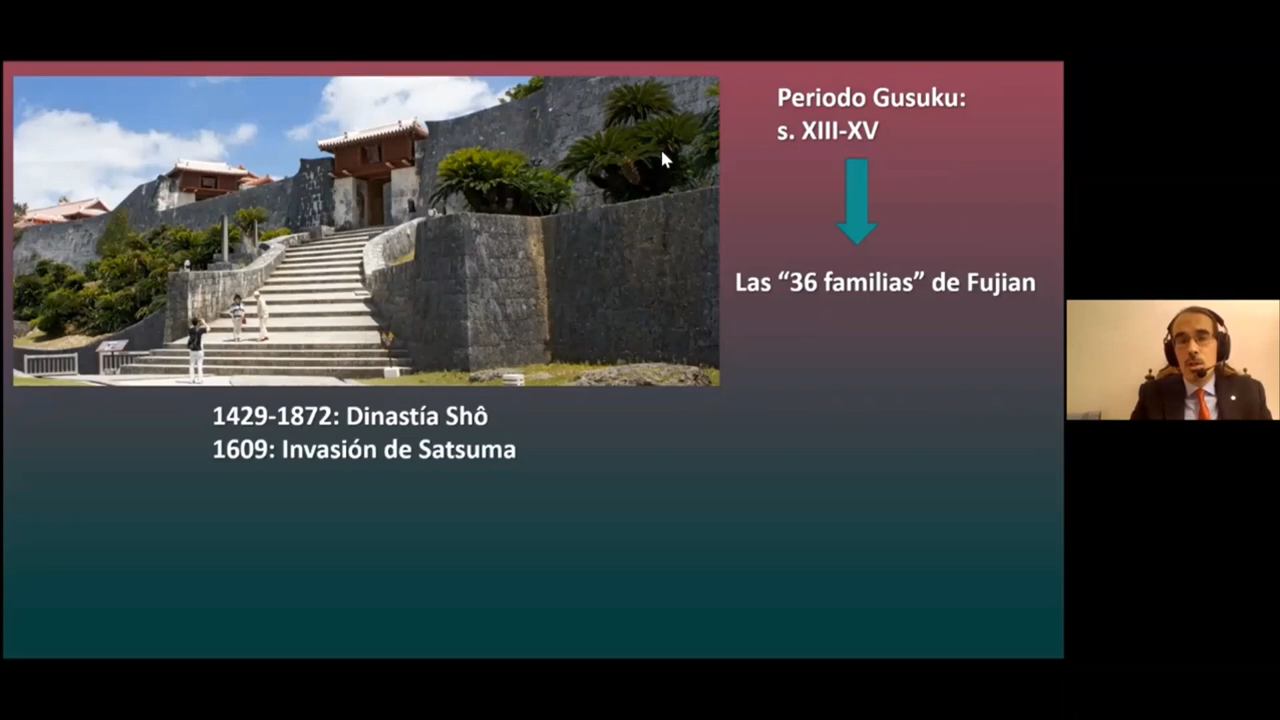 Periodo Gusuku:
s. XIII-XV
Las “36 familias” de Fujian
1429-1872: Dinastía Shô
1609: Invasión de Satsuma